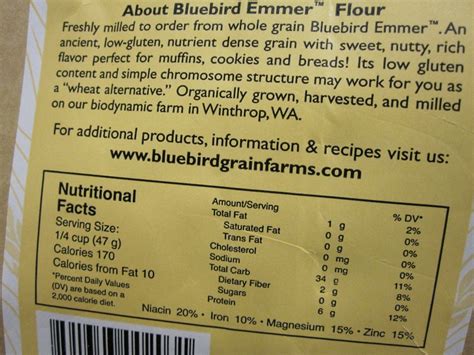 About Bluebird Emmer™ Flour
Freshly milled to order from whole grain Bluebird Emmer™. An
ancient, low-gluten, nutrient dense grain with sweet, nutty, rich
flavor perfect for muffins, cookies and breads! Its low gluten
content and simple chromosome structure may work for you as
a “wheat alternative.” Organically grown, harvested, and milled
on our biodynamic farm in Winthrop, WA.
For additional products, information & recipes visit us:
www.bluebirdgrainfarms.com
Nutritional
Facts
Serving Size:
1/4 cup (47 g)
Calories 170
Calories from Fat 10
*Percent Daily Values
(DV) are based on a
2,000 calorie diet.
Amount/Serving % DV*
Total Fat 1 g 2%
Saturated Fat 0 g 0%
Trans Fat 0 g
Cholesterol 0 mg 0%
Sodium 0 mg 0%
Total Carb 34 g 11%
Dietary Fiber 2 g 8%
Sugars 0 g 0%
Protein 6 g 12%
Niacin 20% • Iron 10% • Magnesium 15% • Zinc 15%